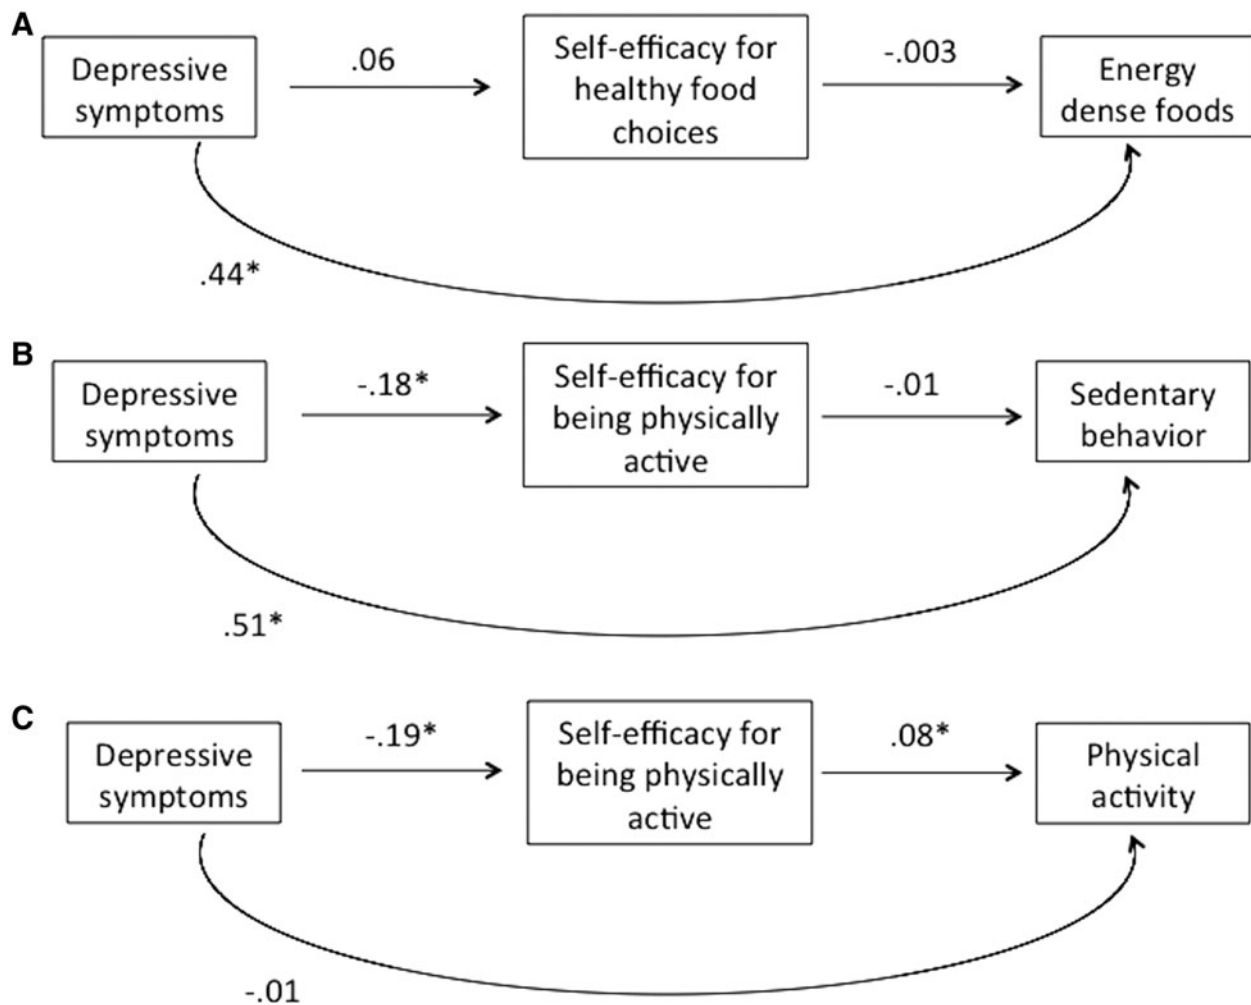 A
Depressive
symptoms
.06
Self-efficacy for
healthy food
choices
-.003
Energy
dense foods
.44*
B
Depressive
symptoms
-.18*
Self-efficacy for
being physically
active
-.01
Sedentary
behavior
.51*
C
Depressive
symptoms
-.19*
Self-efficacy for
being physically
active
.08*
Physical
activity
-.01